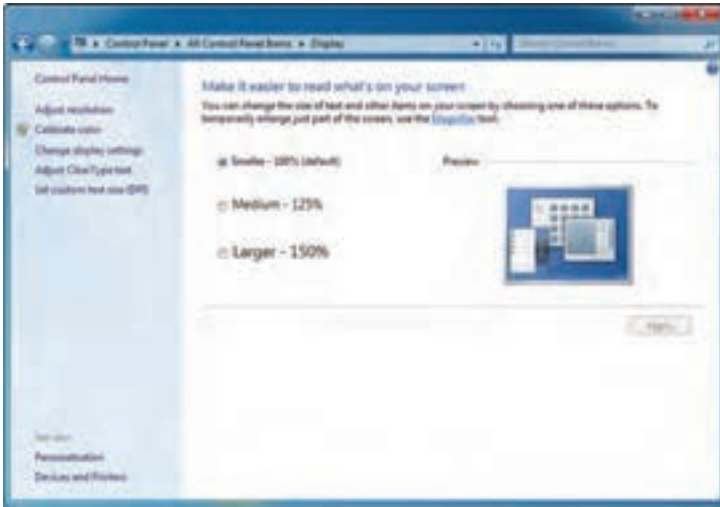 Control Panel ▸ All Control Panel Items ▸ Display
Control Panel Home
Adjust resolution
Calibrate color
Change display settings
Adjust ClearType text
Set custom text size (DPI)
Make it easier to read what's on your screen
You can change the size of text and other items on your screen by choosing one of these options. To
temporarily enlarge just part of the screen, use the Magnifier tool.
Smaller - 100% (default)
Preview
Medium - 125%
Larger - 150%
Apply
See also
Personalization
Devices and Printers